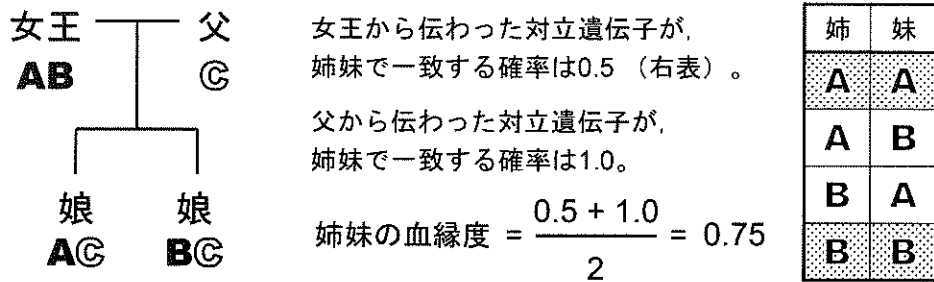 女王 父
AB C
娘 娘
AC BC
女王から伝わった対立遺伝子が,
姉妹で一致する確率は0.5 （右表）。
父から伝わった対立遺伝子が,
姉妹で一致する確率は1.0。
姉妹の血縁度 = 0.5 + 1.0 / 2 = 0.75
姉 妹
A A
A B
B A
B B